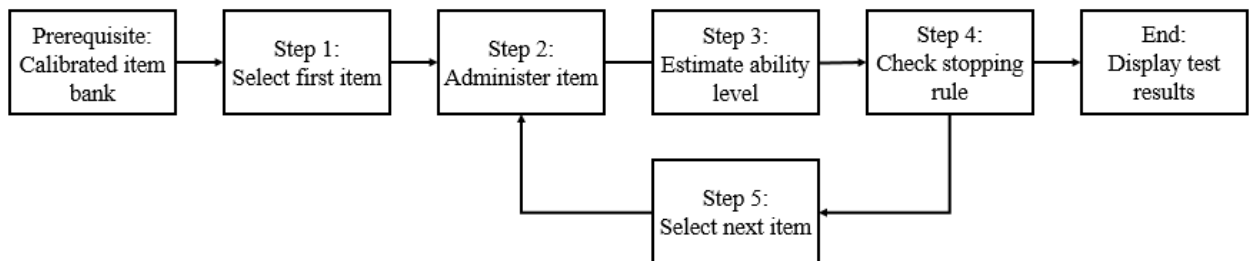 Prerequisite:
Calibrated item
bank
Step 1:
Select first item
Step 2:
Administer item
Step 3:
Estimate ability
level
Step 4:
Check stopping
rule
End:
Display test
results
Step 5:
Select next item